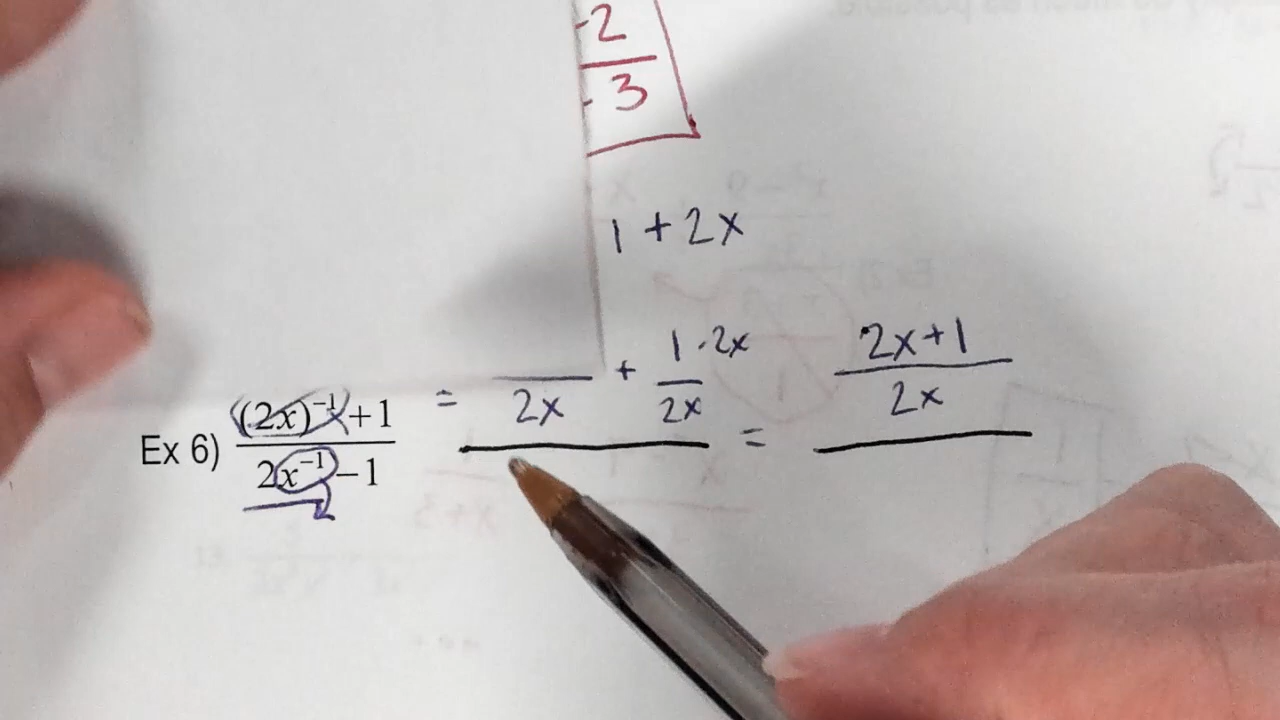 -2
-3
1 + 2x
Ex 6) (2x)⁻¹+1 / 2x⁻¹−1 = /2x + 1·2x/2x = 2x+1/2x